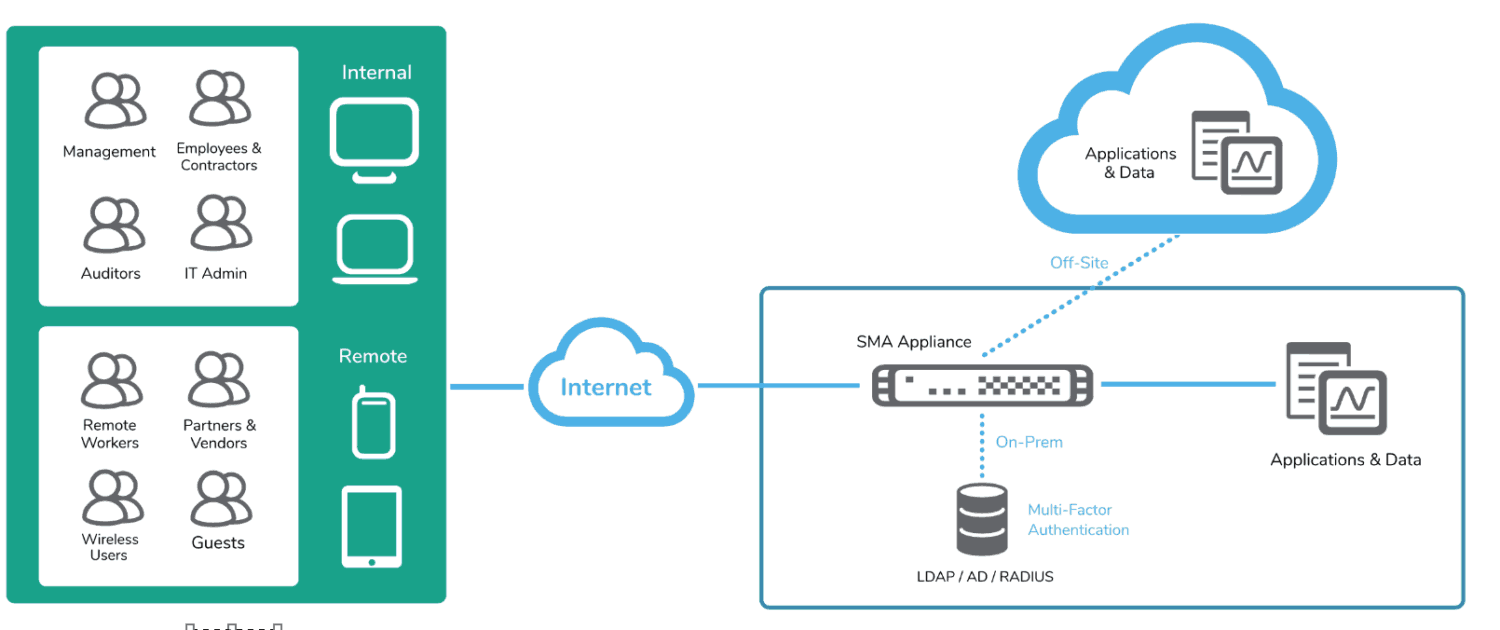 Internal
Management
Employees &
Contractors
Auditors
IT Admin
Remote
Remote
Workers
Partners &
Vendors
Wireless
Users
Guests
Internet
Applications
& Data
Off-Site
SMA Appliance
On-Prem
Multi-Factor
Authentication
LDAP / AD / RADIUS
Applications & Data